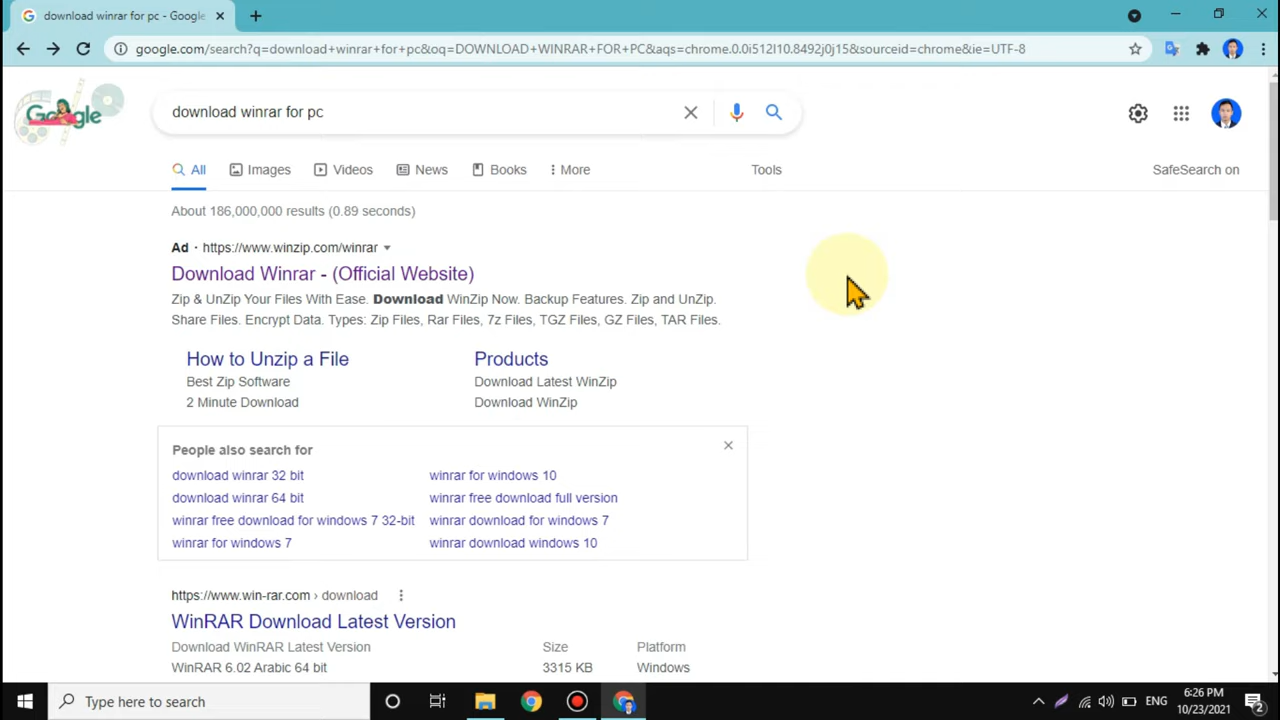 download winrar for pc - Google
google.com/search?q=download+winrar+for+pc&oq=DOWNLOAD+WINRAR+FOR+PC&aqs=chrome.0.0i512l10.8492j0j15&sourceid=chrome&ie=UTF-8
Google
download winrar for pc
All Images Videos News Books More Tools SafeSearch on
About 186,000,000 results (0.89 seconds)
Ad · https://www.winzip.com/winrar
Download Winrar - (Official Website)
Zip & UnZip Your Files With Ease. Download WinZip Now. Backup Features. Zip and UnZip.
Share Files. Encrypt Data. Types: Zip Files, Rar Files, 7z Files, TGZ Files, GZ Files, TAR Files.
How to Unzip a File Products
Best Zip Software Download Latest WinZip
2 Minute Download Download WinZip
People also search for
download winrar 32 bit winrar for windows 10
download winrar 64 bit winrar free download full version
winrar free download for windows 7 32-bit winrar download for windows 7
winrar for windows 7 winrar download windows 10
https://www.win-rar.com › download
WinRAR Download Latest Version
Download WinRAR Latest Version Size Platform
WinRAR 6.02 Arabic 64 bit 3315 KB Windows
Type here to search ENG 6:26 PM
10/23/2021 2